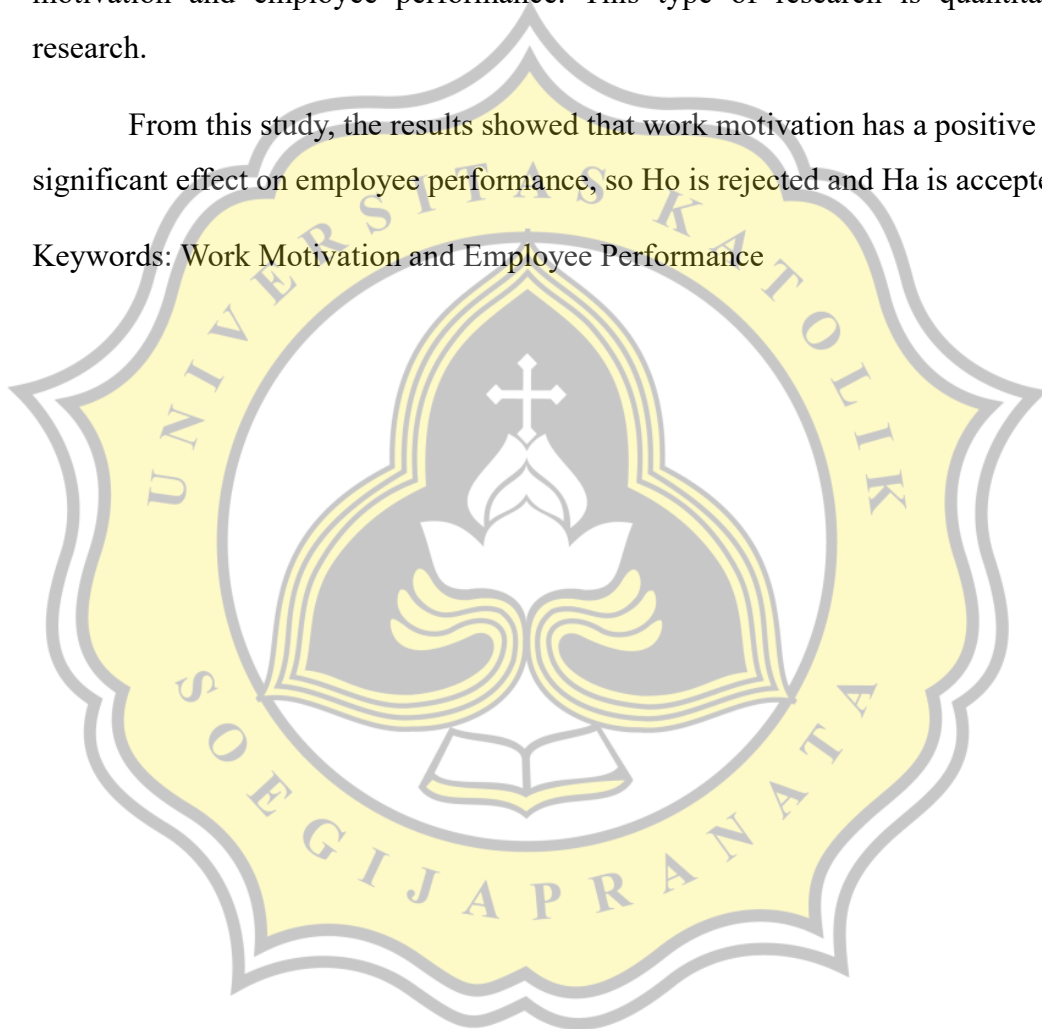 motivation and employee performance. This type of research is
research.
From this study, the results showed that work motivation has a positive
significant effect on employee performance, so Ho is rejected and Ha is
Keywords: Work Motivation and Employee Performance
UNIVERSITAS KATOLIK
SOEGIJAPRANATA